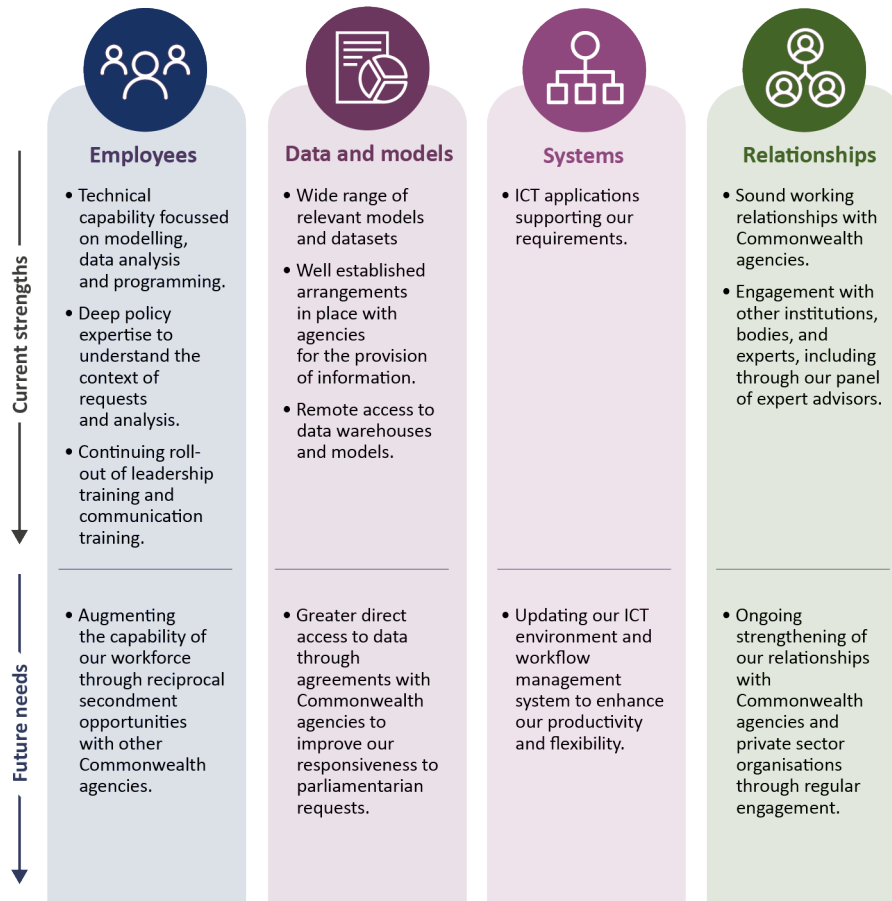 Employees
Data and models
Systems
Relationships
Current strengths
• Technical
capability focussed
on modelling,
data analysis
and programming.
• Deep policy
expertise to
understand the
context of
requests
and analysis.
• Continuing roll-
out of leadership
training and
communication
training.
• Wide range of
relevant models
and datasets
• Well established
arrangements
in place with
agencies
for the provision
of information.
• Remote access to
data warehouses
and models.
• ICT applications
supporting our
requirements.
• Sound working
relationships with
Commonwealth
agencies.
• Engagement with
other institutions,
bodies, and
experts, including
through our panel
of expert advisors.
Future needs
• Augmenting
the capability of
our workforce
through reciprocal
secondment
opportunities
with other
Commonwealth
agencies.
• Greater direct
access to data
through
agreements with
Commonwealth
agencies to
improve our
responsiveness to
parliamentarian
requests.
• Updating our ICT
environment and
workflow
management
system to enhance
our productivity
and flexibility.
• Ongoing
strengthening of
our relationships
with
Commonwealth
agencies and
private sector
organisations
through regular
engagement.